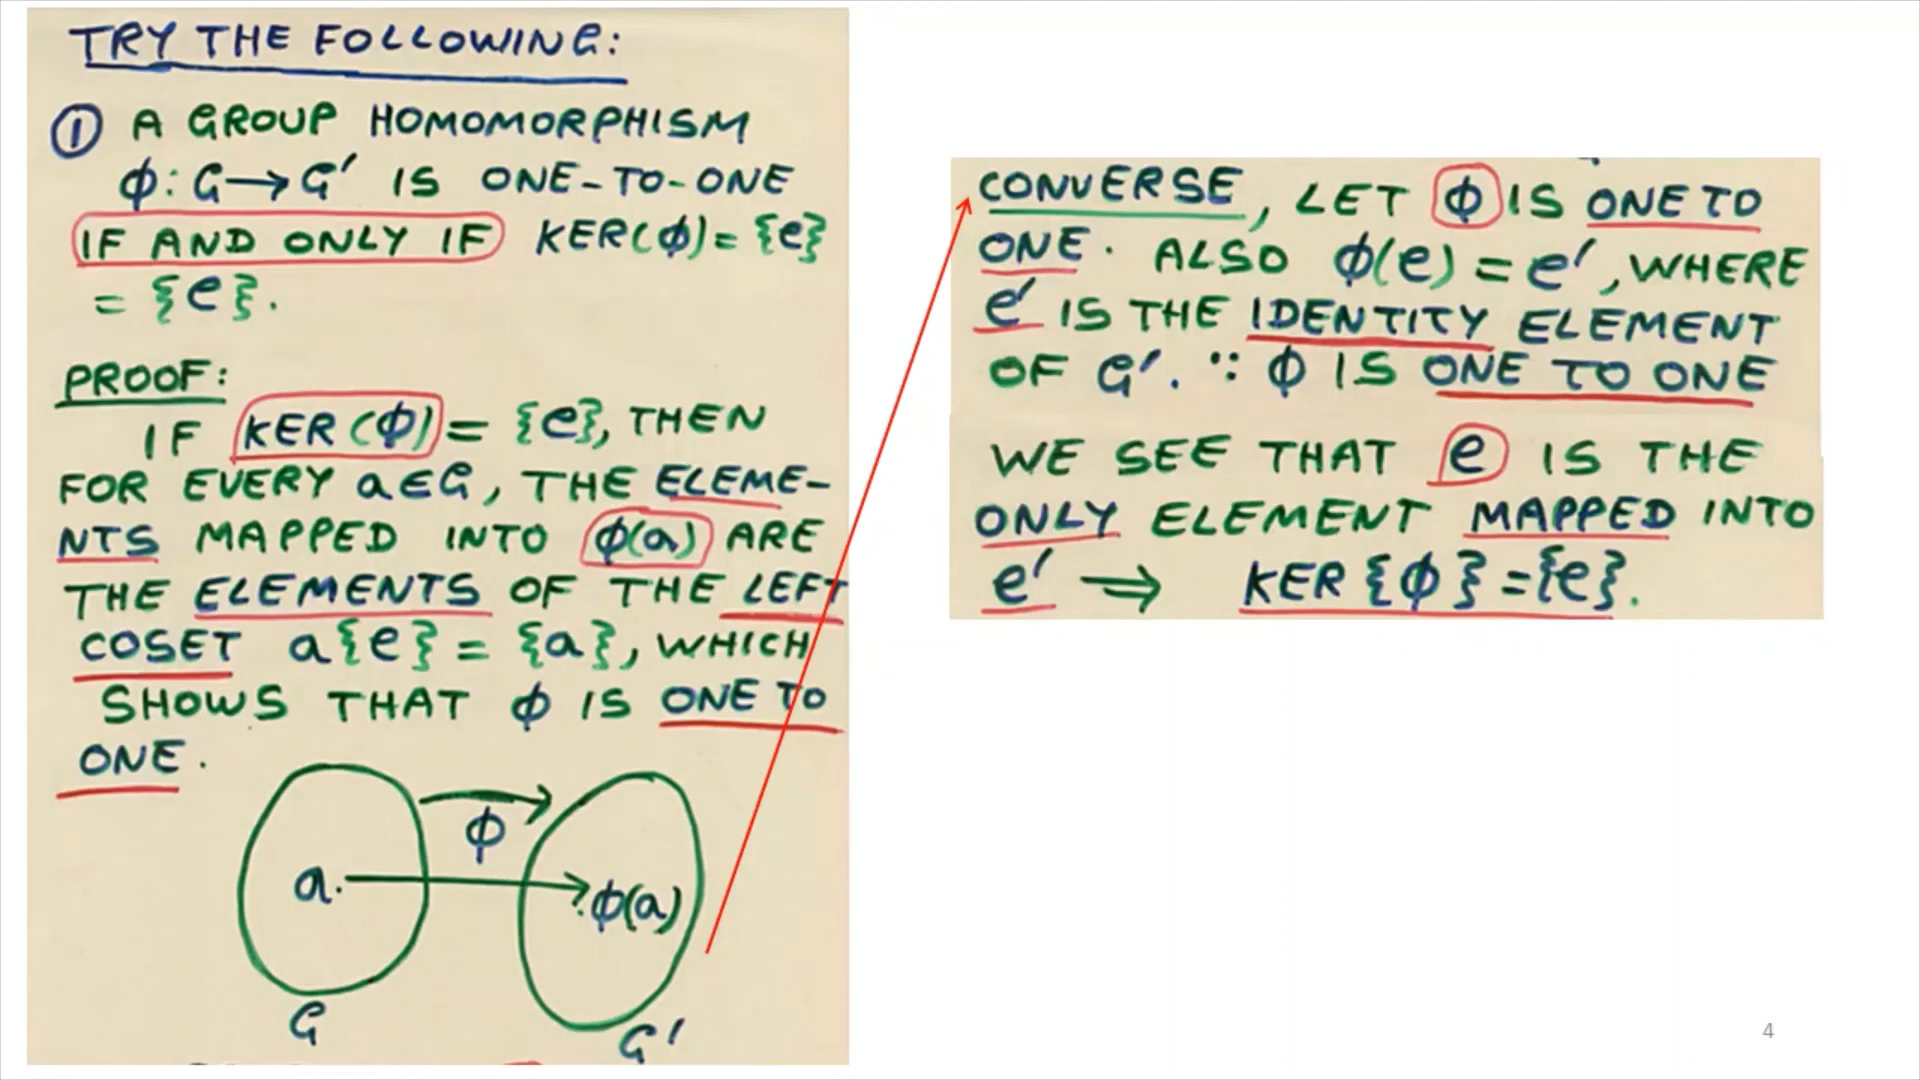 TRY THE FOLLOWING:
① A GROUP HOMOMORPHISM
ϕ: G→G' IS ONE-TO-ONE
IF AND ONLY IF KER(ϕ) = {e}
= {e}.
PROOF:
IF KER(ϕ) = {e}, THEN
FOR EVERY a∈G, THE ELEME-
NTS MAPPED INTO ϕ(a) ARE
THE ELEMENTS OF THE LEFT
COSET a{e} = {a}, WHICH
SHOWS THAT ϕ IS ONE TO
ONE.
ϕ
a.
.ϕ(a)
G
G'
CONVERSE, LET ϕ IS ONE TO
ONE. ALSO ϕ(e) = e', WHERE
e' IS THE IDENTITY ELEMENT
OF G'. ∵ ϕ IS ONE TO ONE
WE SEE THAT e IS THE
ONLY ELEMENT MAPPED INTO
e' ⟹ KER{ϕ} = {e}.
4